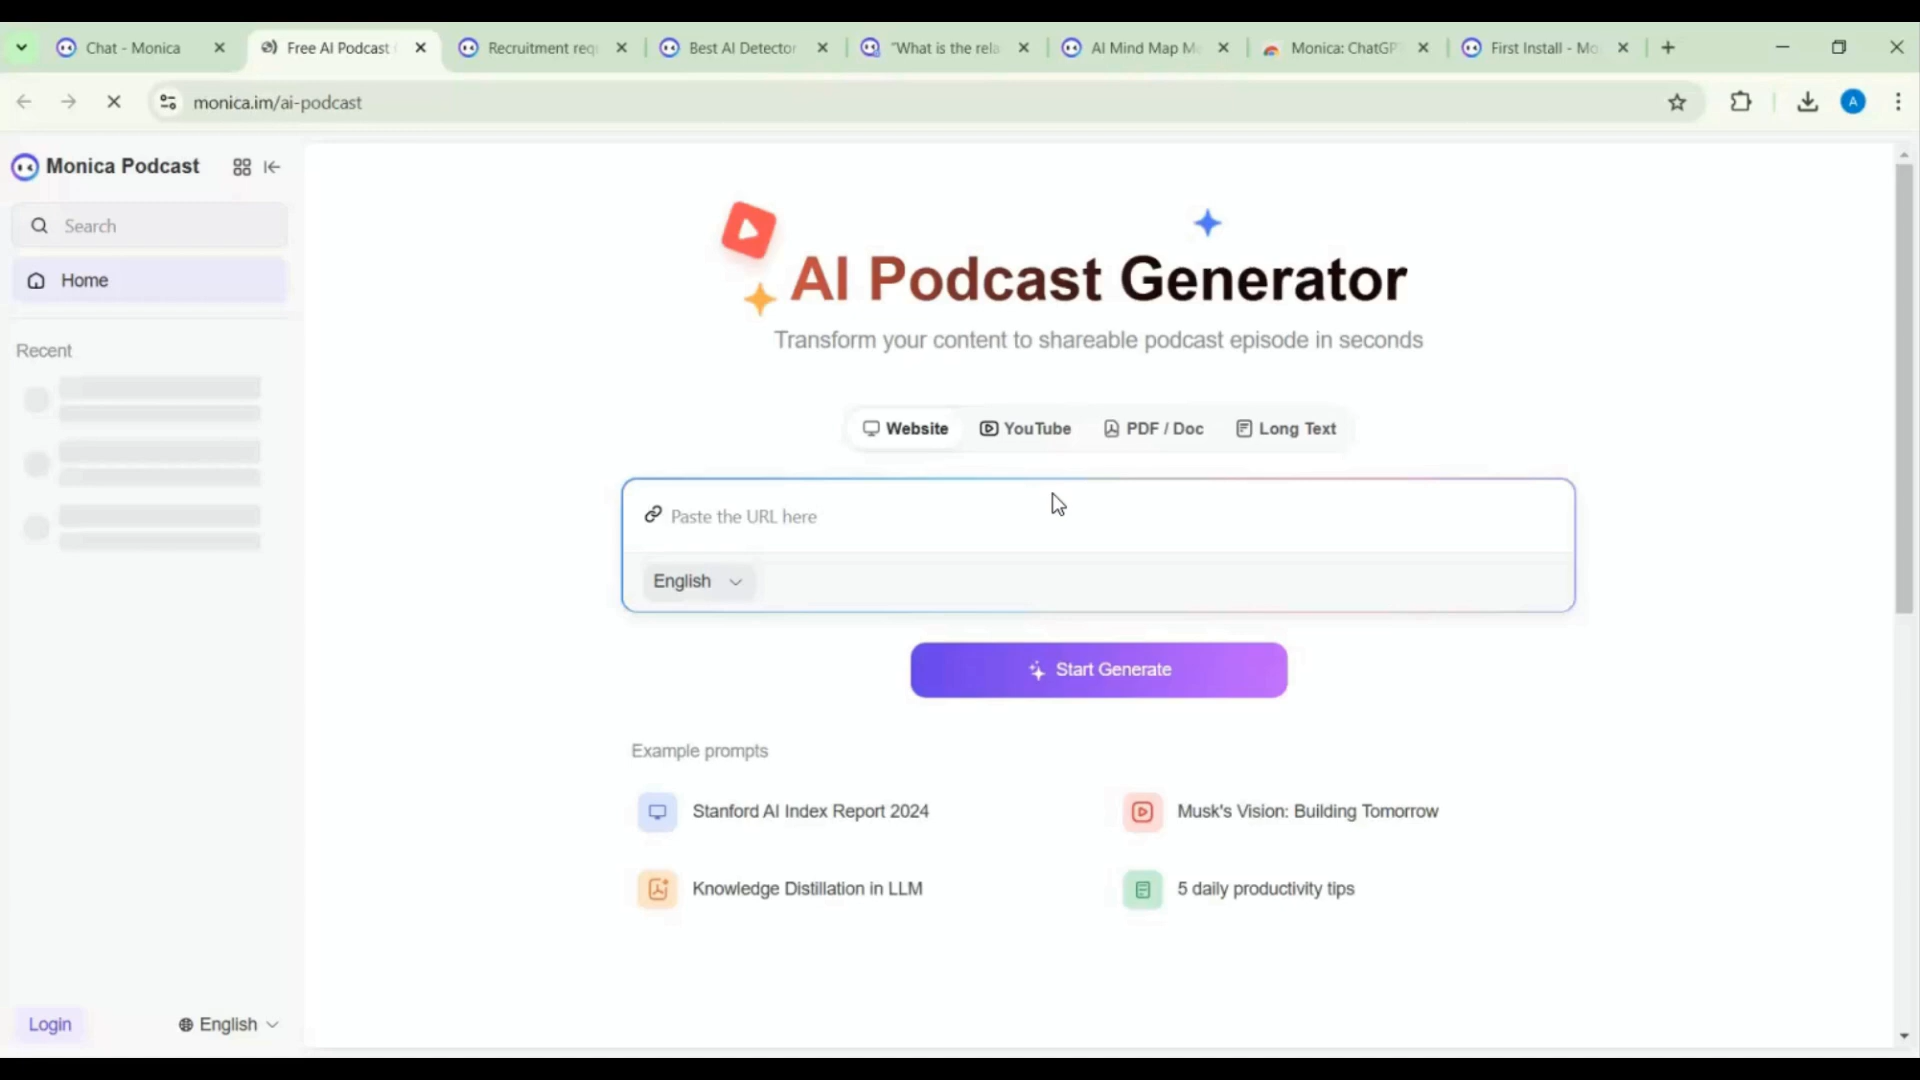 Chat - Monica
Free AI Podcast
Recruitment req
Best AI Detector
"What is the rela
AI Mind Map M
Monica: ChatGP
First Install - Mo
monica.im/ai-podcast
A
Monica Podcast
Search
Home
Recent
AI Podcast Generator
Transform your content to shareable podcast episode in seconds
Website
YouTube
PDF / Doc
Long Text
Paste the URL here
English
Start Generate
Example prompts
Stanford AI Index Report 2024
Musk's Vision: Building Tomorrow
Knowledge Distillation in LLM
5 daily productivity tips
Login
English